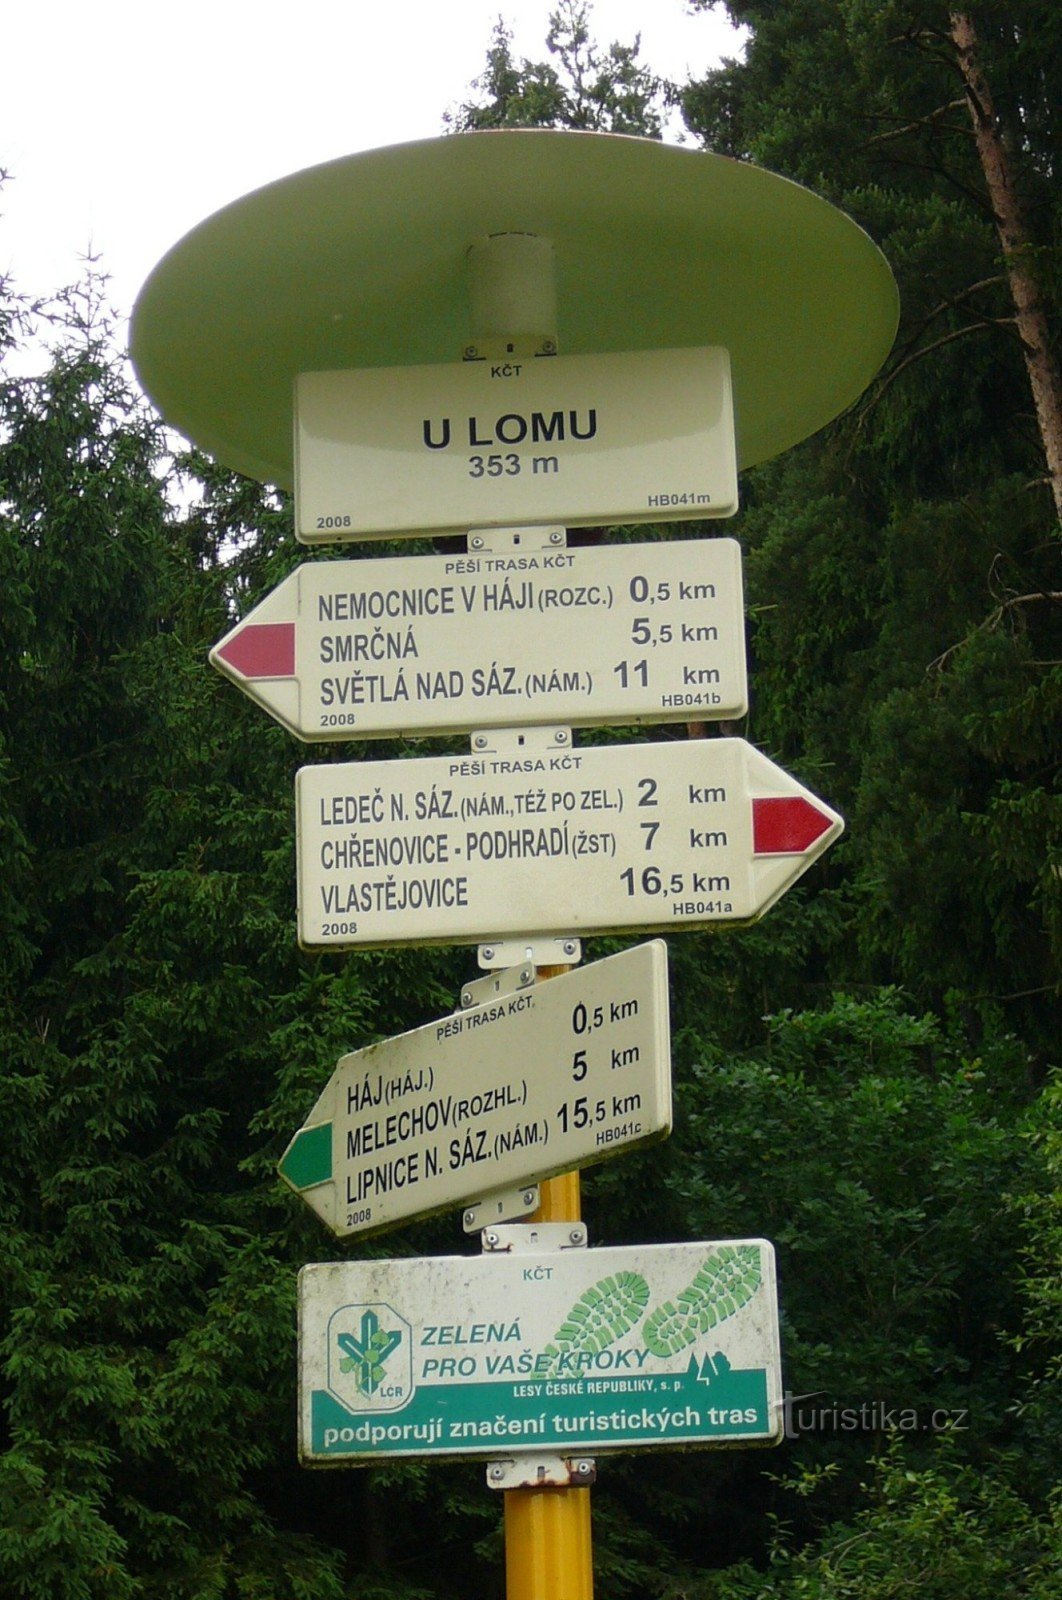 KČT
U LOMU
353 m
2008 HB041m
PĚŠÍ TRASA KČT
NEMOCNICE V HÁJI (ROZC.) 0,5 km
SMRČNÁ 5,5 km
SVĚTLÁ NAD SÁZ. (NÁM.) 11 km
2008 HB041b
PĚŠÍ TRASA KČT
LEDEČ N. SÁZ. (NÁM., TÉŽ PO ZEL.) 2 km
CHŘENOVICE - PODHRADÍ (ŽST) 7 km
VLASTĚJOVICE 16,5 km
2008 HB041a
PĚŠÍ TRASA KČT
HÁJ (HÁJ.) 0,5 km
MELECHOV (ROZHL.) 5 km
LIPNICE N. SÁZ. (NÁM.) 15,5 km
2008 HB041c
KČT
ZELENÁ
PRO VAŠE KROKY
LČR
LESY ČESKÉ REPUBLIKY, s. p.
podporují značení turistických tras
Turistika.cz